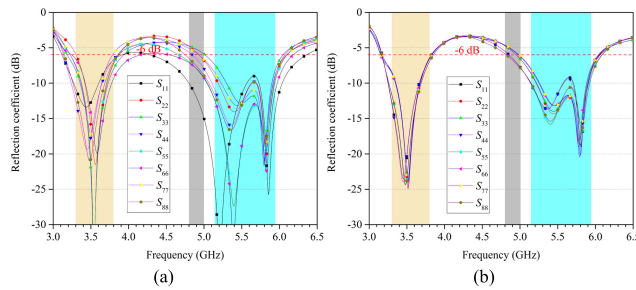 (a)
(b)
0
-5
-10
-15
-20
-25
-30
Reflection coefficient (dB)
-6 dB
S11
S22
S33
S44
S55
S66
S77
S88
3.0 3.5 4.0 4.5 5.0 5.5 6.0 6.5
Frequency (GHz)
(a)
0
-5
-10
-15
-20
-25
-30
Reflection coefficient (dB)
-6 dB
S11
S22
S33
S44
S55
S66
S77
S88
3.0 3.5 4.0 4.5 5.0 5.5 6.0 6.5
Frequency (GHz)
(b)